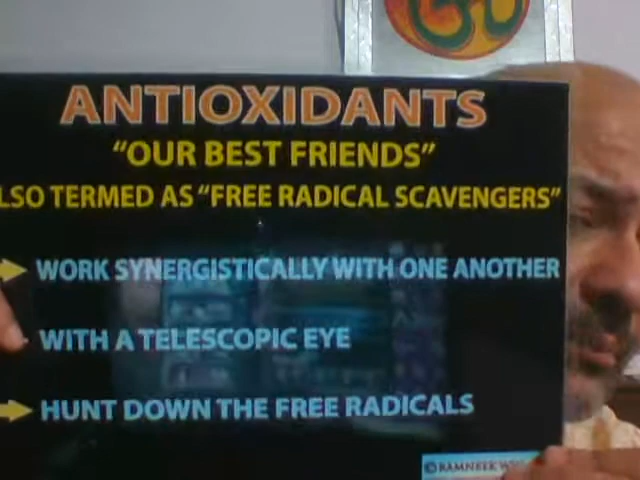 ANTIOXIDANTS
"OUR BEST FRIENDS"
LSO TERMED AS "FREE RADICAL SCAVENGERS"
WORK SYNERGISTICALLY WITH ONE ANOTHER
WITH A TELESCOPIC EYE
HUNT DOWN THE FREE RADICALS
©RAMNEEK